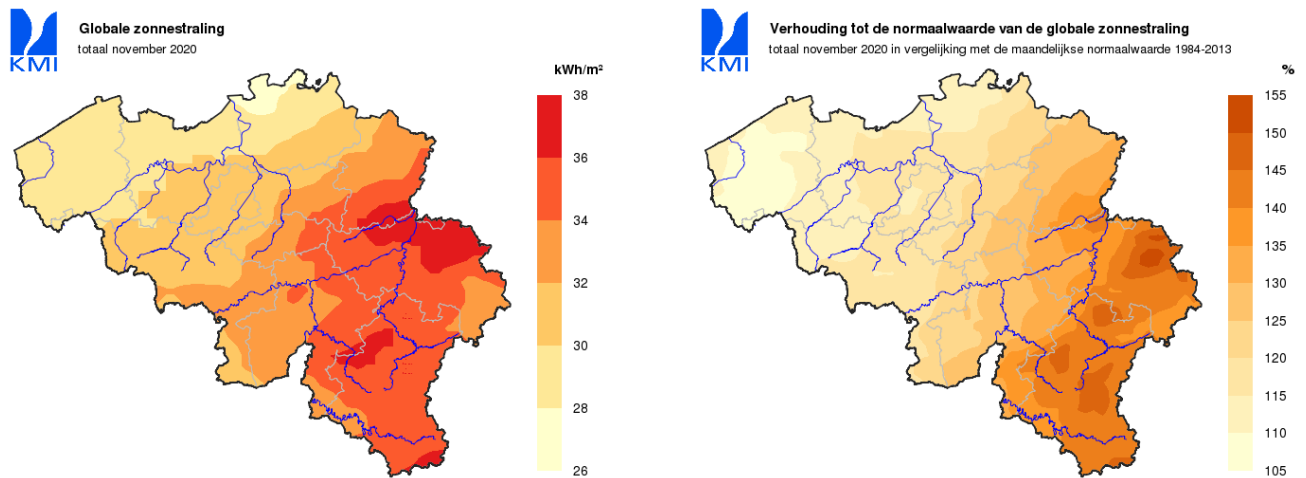 KMI
Globale zonnestraling
totaal november 2020
kWh/m²
38
36
34
32
30
28
26
KMI
Verhouding tot de normaalwaarde van de globale zonnestraling
totaal november 2020 in vergelijking met de maandelijkse normaalwaarde 1984-2013
%
155
150
145
140
135
130
125
120
115
110
105